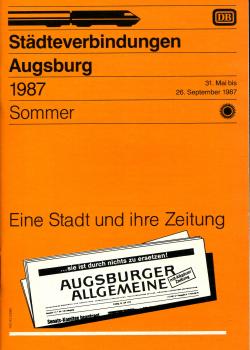 DB
Städteverbindungen
Augsburg
1987
31. Mai bis
26. September 1987
Sommer
Eine Stadt und ihre Zeitung
...sie ist durch nichts zu ersetzen!
AUGSBURGER
ALLGEMEINE